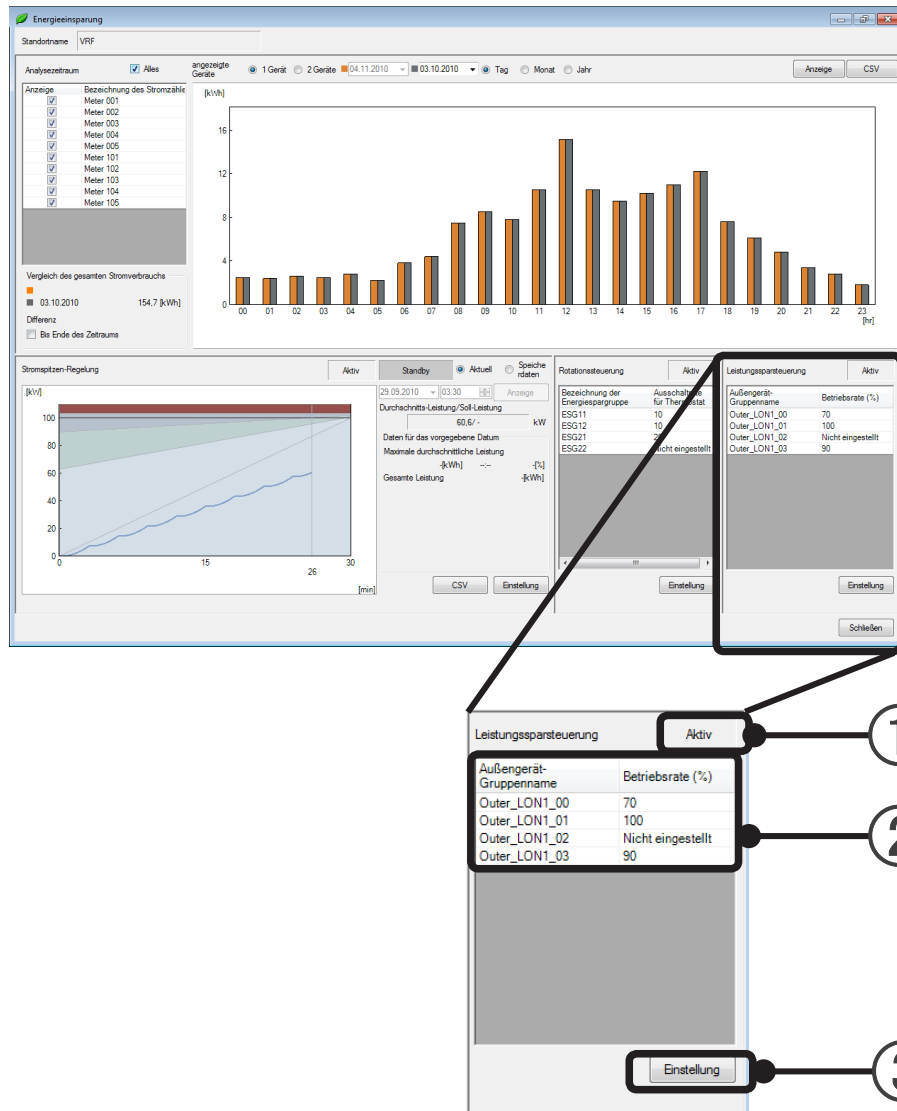 Energieeinsparung
Standortname VRF
Analysezeitraum Alles angezeigte Geräte 1 Gerät 2 Geräte 04.11.2010 03.10.2010 Tag Monat Jahr Anzeige CSV
Anzeige Bezeichnung des Stromzähle
Meter 001
Meter 002
Meter 003
Meter 004
Meter 005
Meter 101
Meter 102
Meter 103
Meter 104
Meter 105
Vergleich des gesamten Stromverbrauchs
03.10.2010 154,7 [kWh]
Differenz
Bis Ende des Zeitraums
[kWh]
16
12
8
4
0
00 01 02 03 04 05 06 07 08 09 10 11 12 13 14 15 16 17 18 19 20 21 22 23
[hr]
Stromspitzen-Regelung Aktiv Standby Aktuell Speiche rdaten
[kW]
100
80
60
40
20
0
0 15 26 30
[min]
29.09.2010 03:30 Anzeige
Durchschnitts-Leistung/Soll-Leistung
60,6/ - kW
Daten für das vorgegebene Datum
Maximale durchschnittliche Leistung
-[kWh] --:-- -[%]
Gesamte Leistung -[kWh]
CSV Einstellung
Rotationssteuerung Aktiv
Bezeichnung der Energiespargruppe
für Thermostat
ESG11 10
ESG12 10
ESG21
ESG22 Nicht eingestellt
Einstellung
Leistungssparsteuerung Aktiv
Außengerät-
Gruppenname Betriebsrate (%)
Outer_LON1_00 70
Outer_LON1_01 100
Outer_LON1_02 Nicht eingestellt
Outer_LON1_03 90
Einstellung
Schließen
Leistungssparsteuerung Aktiv
1
Außengerät-
Gruppenname Betriebsrate (%)
Outer_LON1_00 70
Outer_LON1_01 100
Outer_LON1_02 Nicht eingestellt
Outer_LON1_03 90
2
Einstellung
3